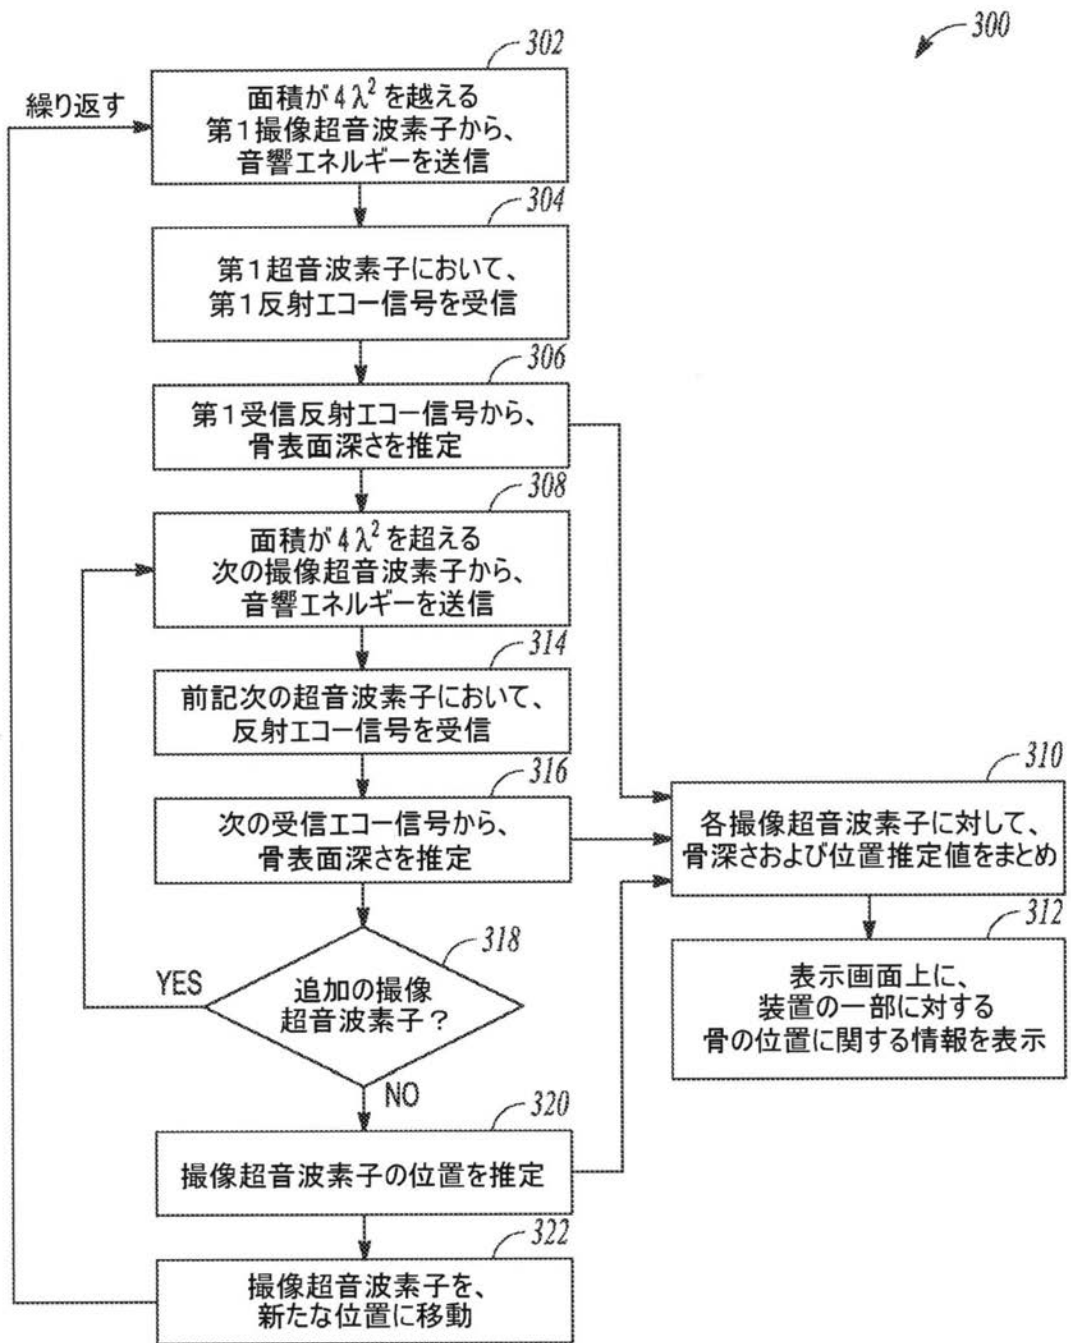 300
302
繰り返す
面積が4λ²を越える
第1撮像超音波素子から、
音響エネルギーを送信
304
第1超音波素子において、
第1反射エコー信号を受信
306
第1受信反射エコー信号から、
骨表面深さを推定
308
面積が4λ²を超える
次の撮像超音波素子から、
音響エネルギーを送信
314
前記次の超音波素子において、
反射エコー信号を受信
316
次の受信エコー信号から、
骨表面深さを推定
310
各撮像超音波素子に対して、
骨深さおよび位置推定値をまとめ
312
表示画面上に、
装置の一部に対する
骨の位置に関する情報を表示
318
YES
追加の撮像
超音波素子？
NO
320
撮像超音波素子の位置を推定
322
撮像超音波素子を、
新たな位置に移動